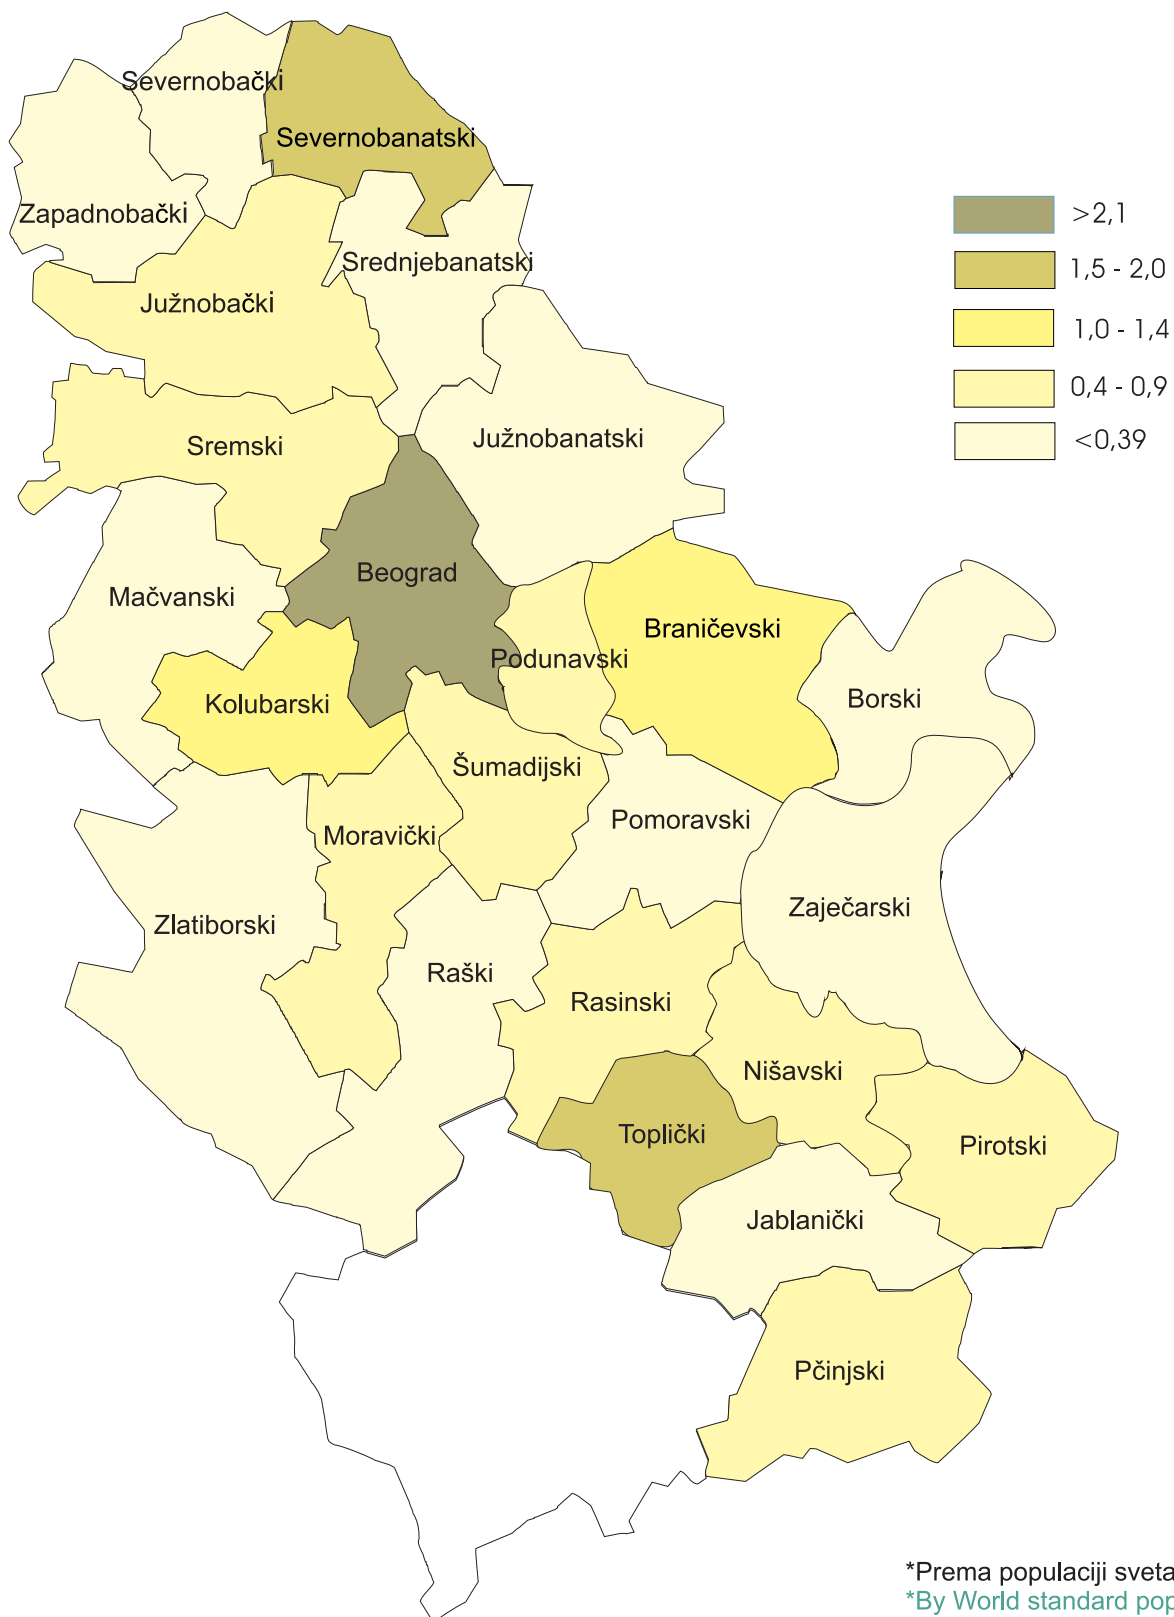 Severnobački
Severnobanatski
Zapadnobački
Srednjebanatski
Južnobački
>2,1
1,5 - 2,0
1,0 - 1,4
0,4 - 0,9
<0,39
Sremski
Južnobanatski
Beograd
Mačvanski
Braničevski
Podunavski
Kolubarski
Borski
Šumadijski
Moravički
Pomoravski
Zaječarski
Zlatiborski
Raški
Rasinski
Nišavski
Toplički
Pirotski
Jablanički
Pčinjski
*Prema populaciji sveta
*By World standard pop